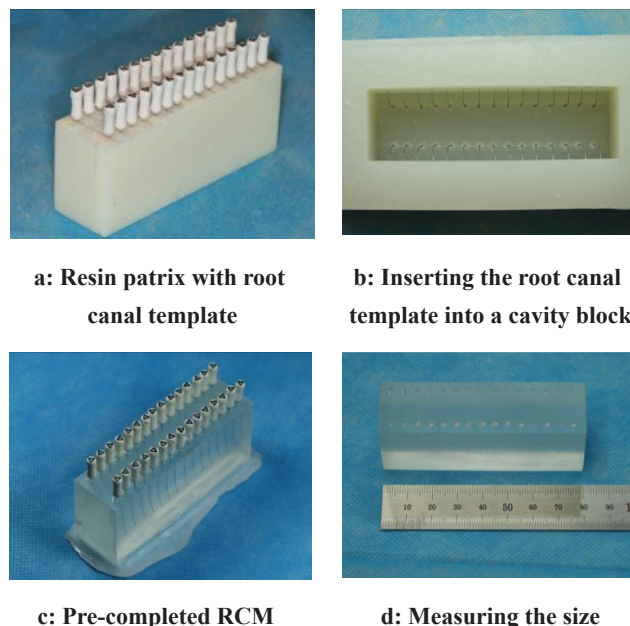 a: Resin patrix with root
canal template
b: Inserting the root canal
template into a cavity block
10 20 30 40 50 60 70 80 90 1
c: Pre-completed RCM
d: Measuring the size